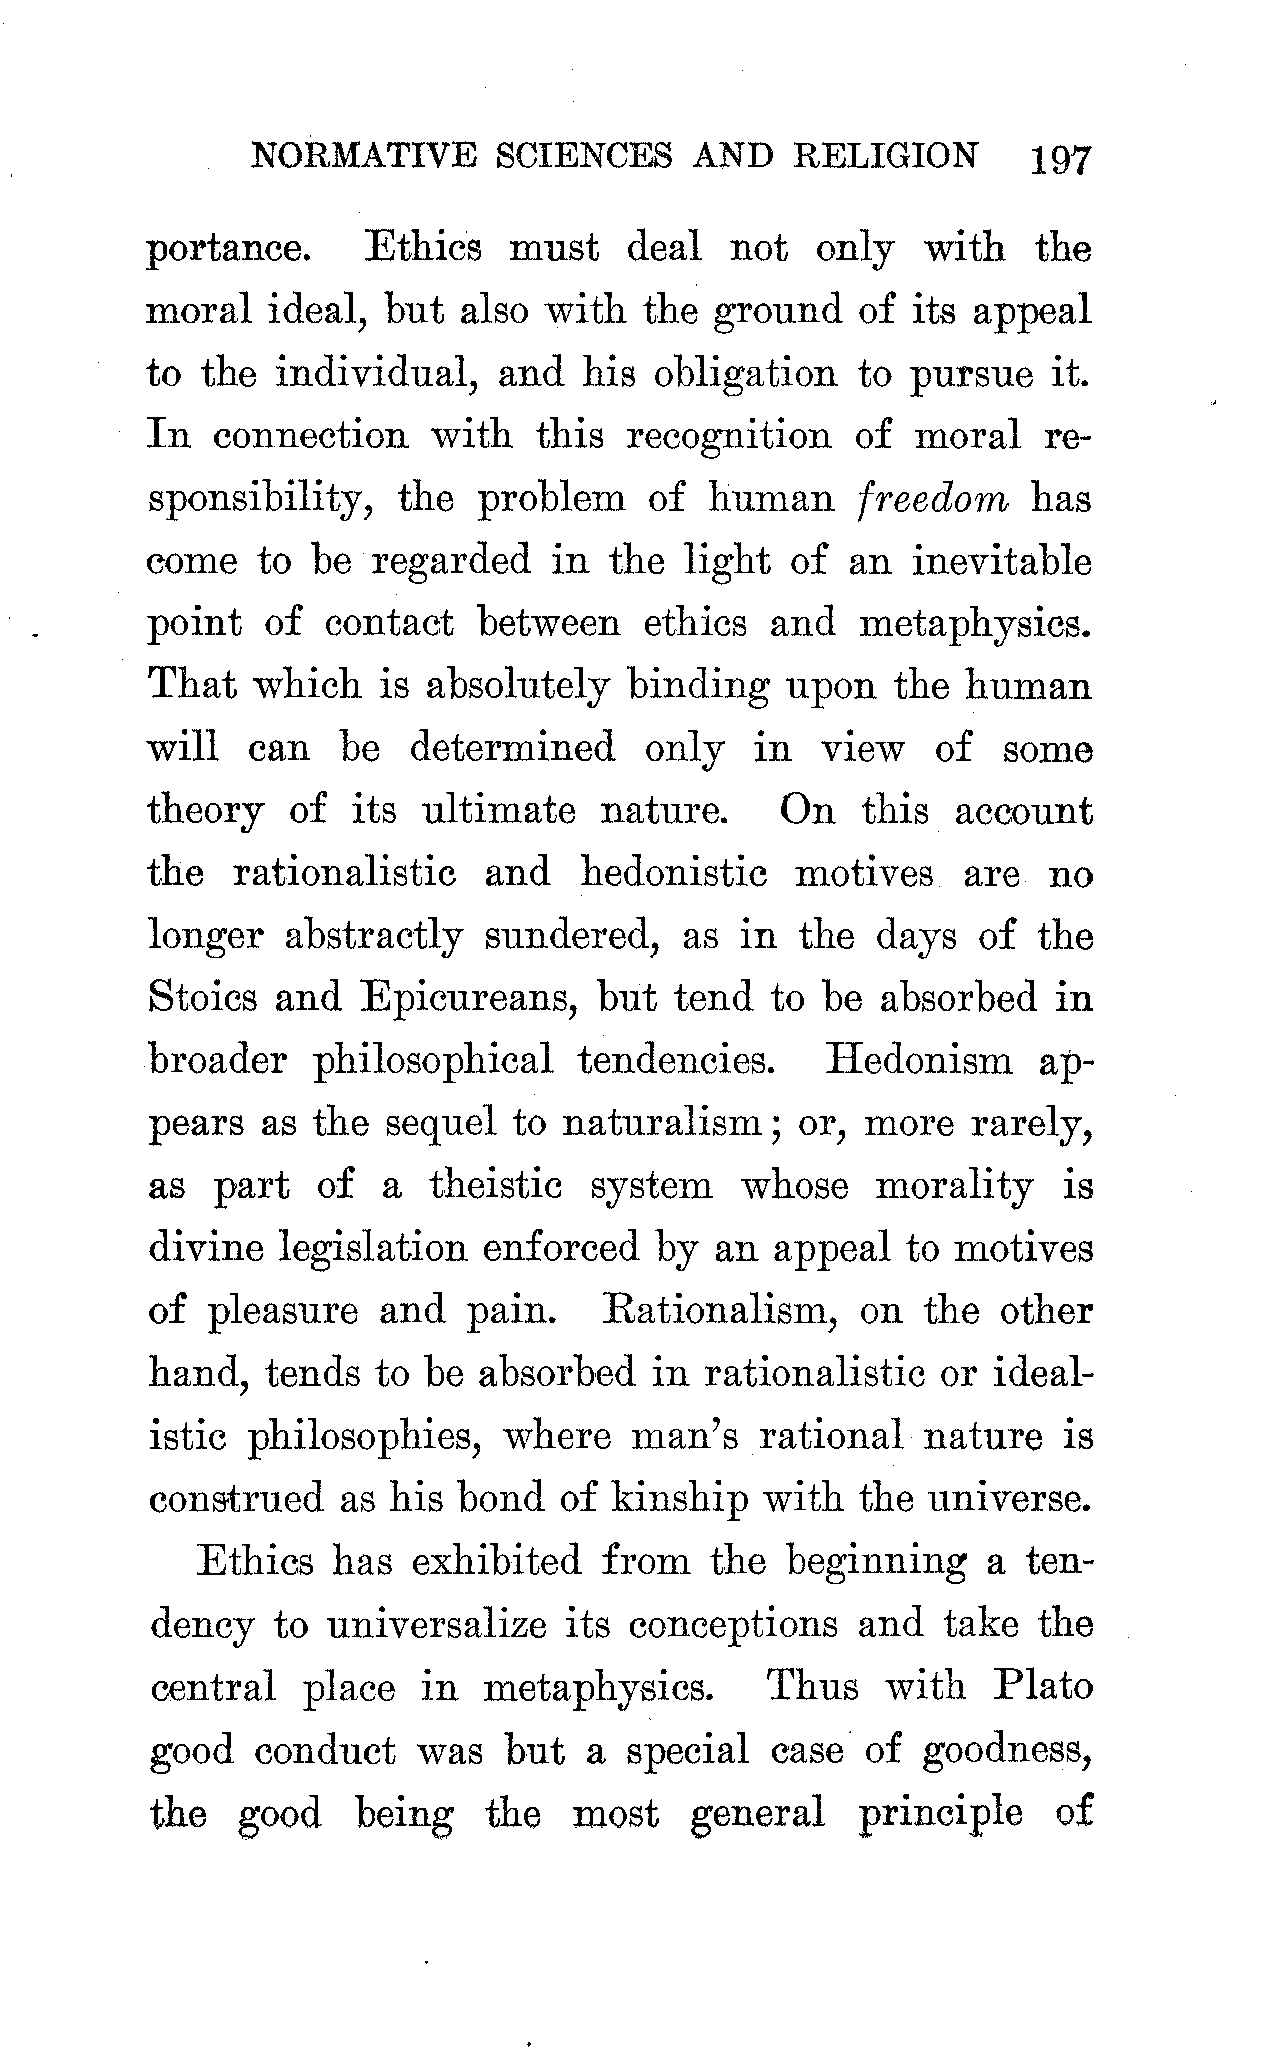 NORMATIVE SCIENCES AND RELIGION 197
portance. Ethics must deal not only with the
moral ideal, but also with the ground of its appeal
to the individual, and his obligation to pursue it.
In connection with this recognition of moral re-
sponsibility, the problem of human freedom has
come to be regarded in the light of an inevitable
point of contact between ethics and metaphysics.
That which is absolutely binding upon the human
will can be determined only in view of some
theory of its ultimate nature. On this account
the rationalistic and hedonistic motives are no
longer abstractly sundered, as in the days of the
Stoics and Epicureans, but tend to be absorbed in
broader philosophical tendencies. Hedonism ap-
pears as the sequel to naturalism; or, more rarely,
as part of a theistic system whose morality is
divine legislation enforced by an appeal to motives
of pleasure and pain. Rationalism, on the other
hand, tends to be absorbed in rationalistic or ideal-
istic philosophies, where man's rational nature is
construed as his bond of kinship with the universe.
Ethics has exhibited from the beginning a ten-
dency to universalize its conceptions and take the
central place in metaphysics. Thus with Plato
good conduct was but a special case of goodness,
the good being the most general principle of